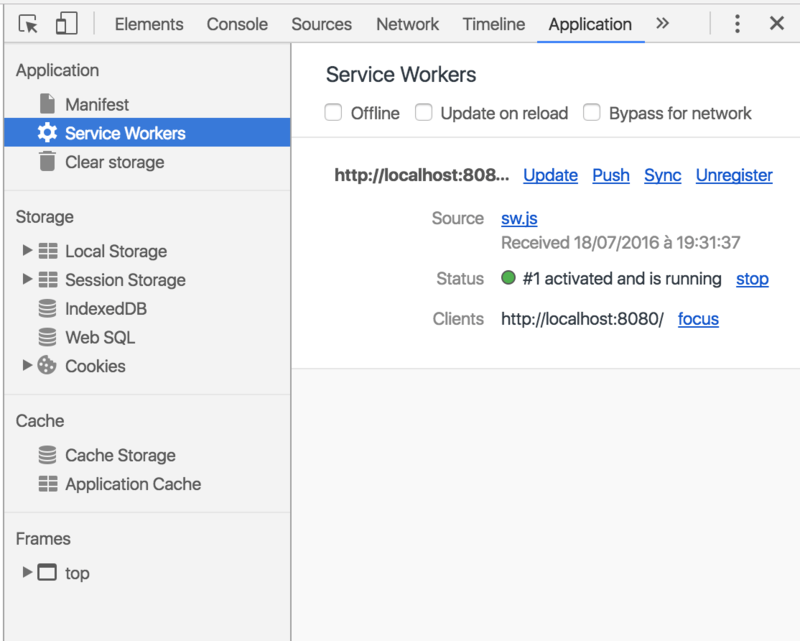 Elements Console Sources Network Timeline Application
Application
Manifest
Service Workers
Clear storage
Storage
Local Storage
Session Storage
IndexedDB
Web SQL
Cookies
Cache
Cache Storage
Application Cache
Frames
top
Service Workers
Offline Update on reload Bypass for network
http://localhost:808... Update Push Sync Unregister
Source sw.js
Received 18/07/2016 à 19:31:37
Status #1 activated and is running stop
Clients http://localhost:8080/ focus